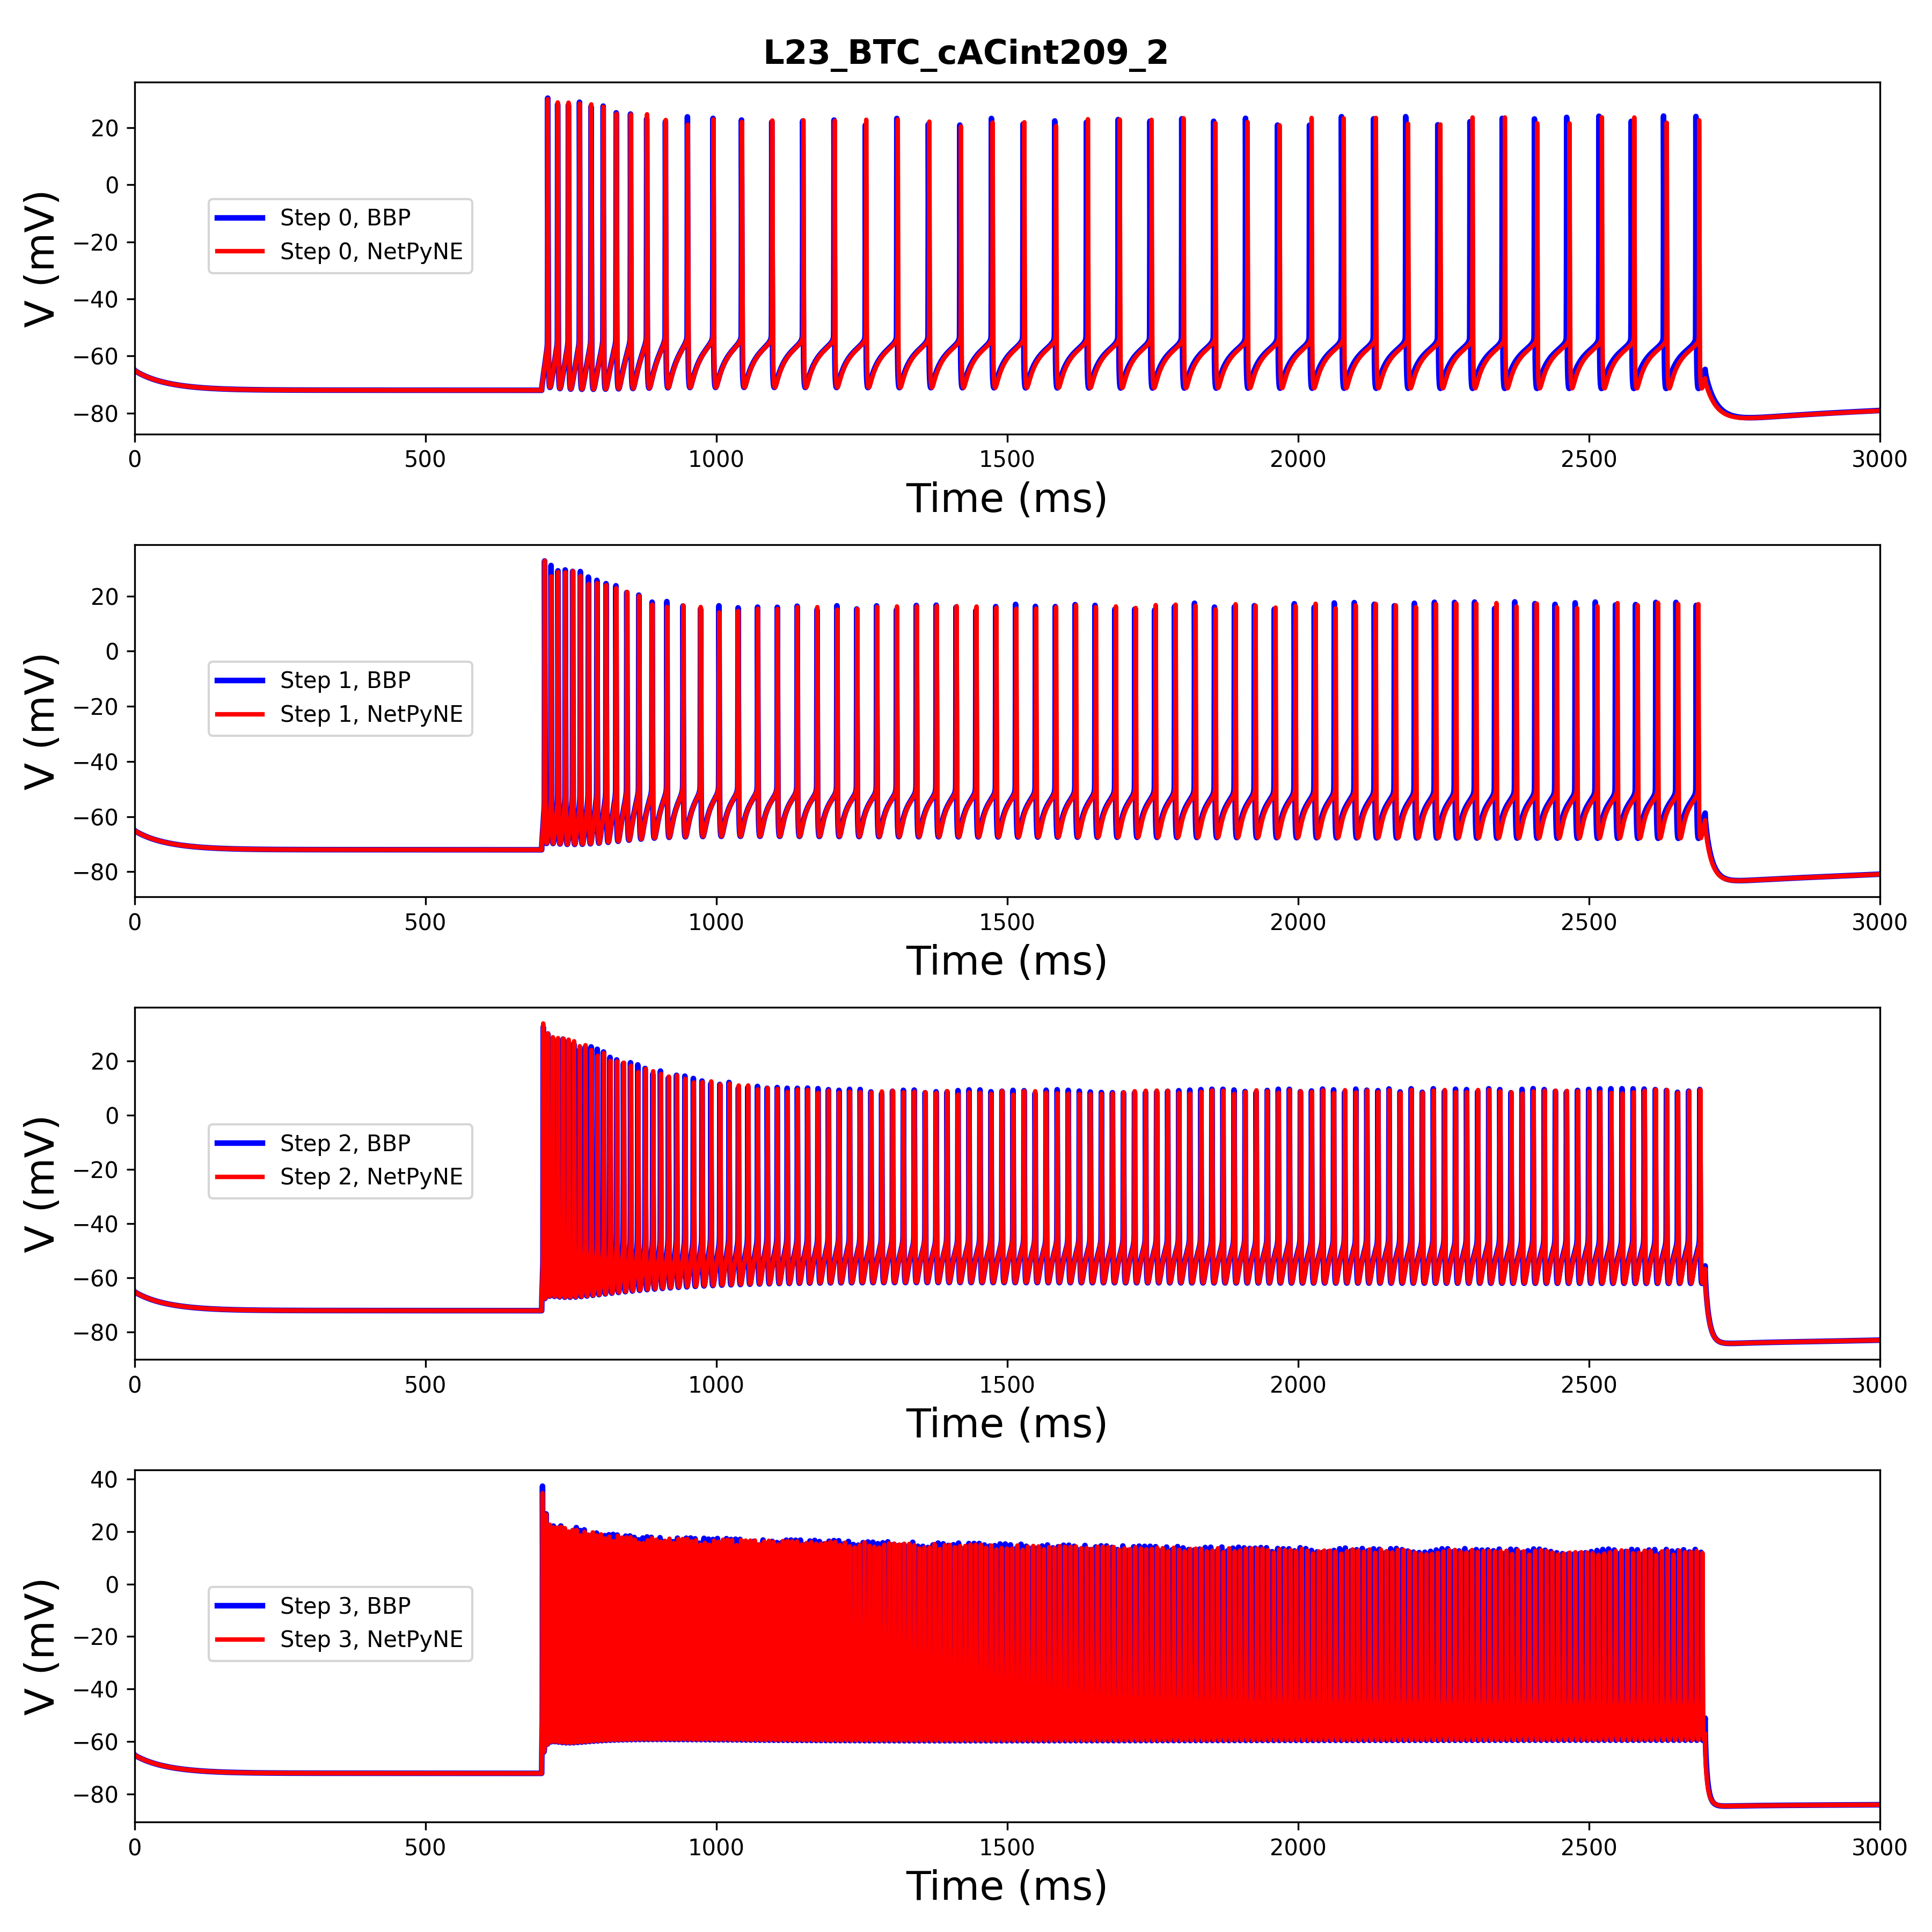 L23_BTC_cACint209_2
20
0
−20
−40
−60
−80
V (mV)
Step 0, BBP
Step 0, NetPyNE
0 500 1000 1500 2000 2500 3000
Time (ms)
20
0
−20
−40
−60
−80
V (mV)
Step 1, BBP
Step 1, NetPyNE
0 500 1000 1500 2000 2500 3000
Time (ms)
20
0
−20
−40
−60
−80
V (mV)
Step 2, BBP
Step 2, NetPyNE
0 500 1000 1500 2000 2500 3000
Time (ms)
40
20
0
−20
−40
−60
−80
V (mV)
Step 3, BBP
Step 3, NetPyNE
0 500 1000 1500 2000 2500 3000
Time (ms)